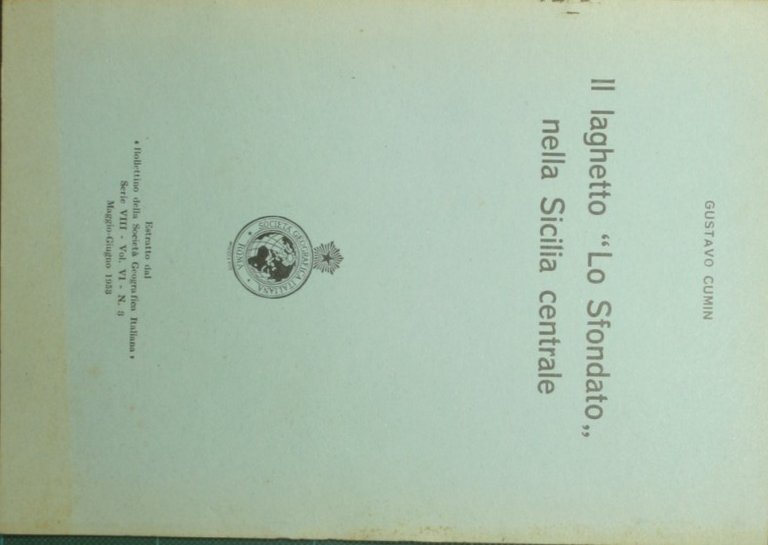 GUSTAVO CUMIN
Il laghetto “Lo Sfondato„
nella Sicilia centrale
SOCIETÀ GEOGRAFICA ITALIANA
• ROMA •
Estratto dal
« Bollettino della Società Geografica Italiana »
Serie VIII - Vol. VI - N. 3
Maggio-Giugno 1953